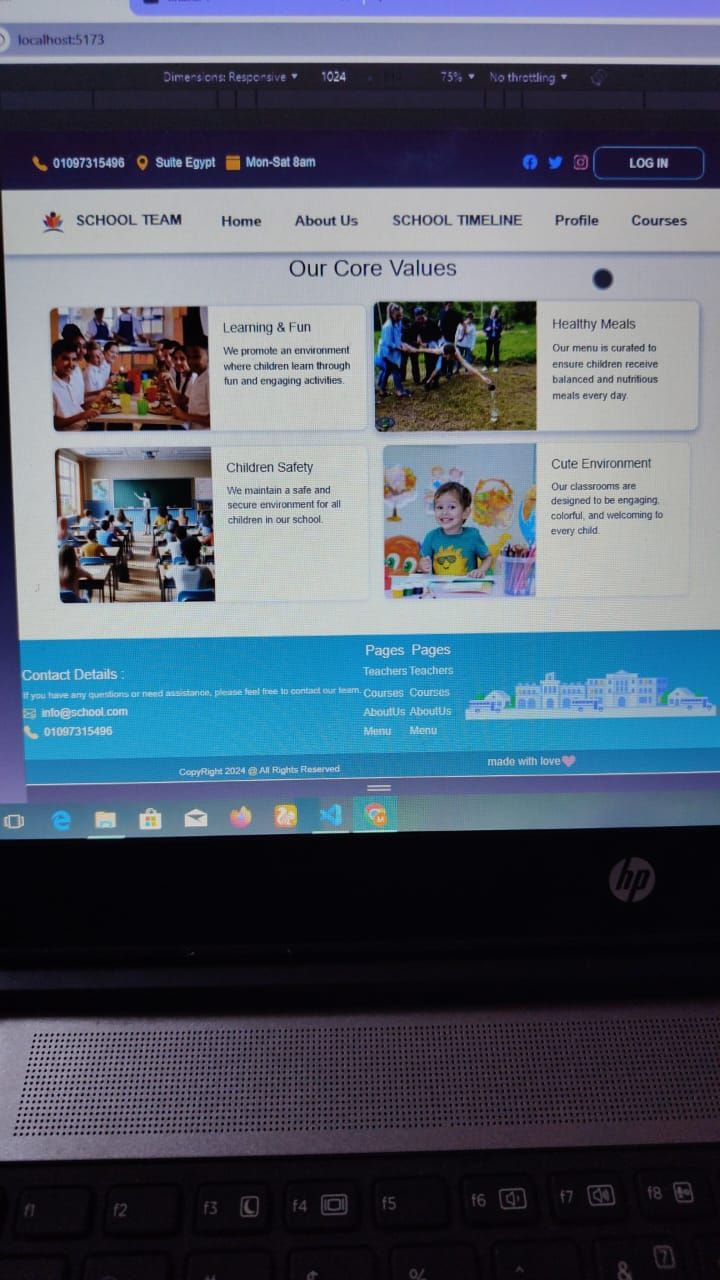 localhost:5173
Dimensions: Responsive 1024 75% No throttling
01097315496 Suite Egypt Mon-Sat 8am LOG IN
SCHOOL TEAM Home About Us SCHOOL TIMELINE Profile Courses
Our Core Values
Learning & Fun
We promote an environment
where children learn through
fun and engaging activities.
Healthy Meals
Our menu is curated to
ensure children receive
balanced and nutritious
meals every day.
Children Safety
We maintain a safe and
secure environment for all
children in our school.
Cute Environment
Our classrooms are
designed to be engaging,
colorful, and welcoming to
every child.
Contact Details :
If you have any questions or need assistance, please feel free to contact our team.
info@school.com
01097315496
Pages Pages
Teachers Teachers
Courses Courses
AboutUs AboutUs
Menu Menu
CopyRight 2024 @ All Rights Reserved
made with love
hp
f1 f2 f3 f4 f5 f6 f7 f8
% ^ & 7